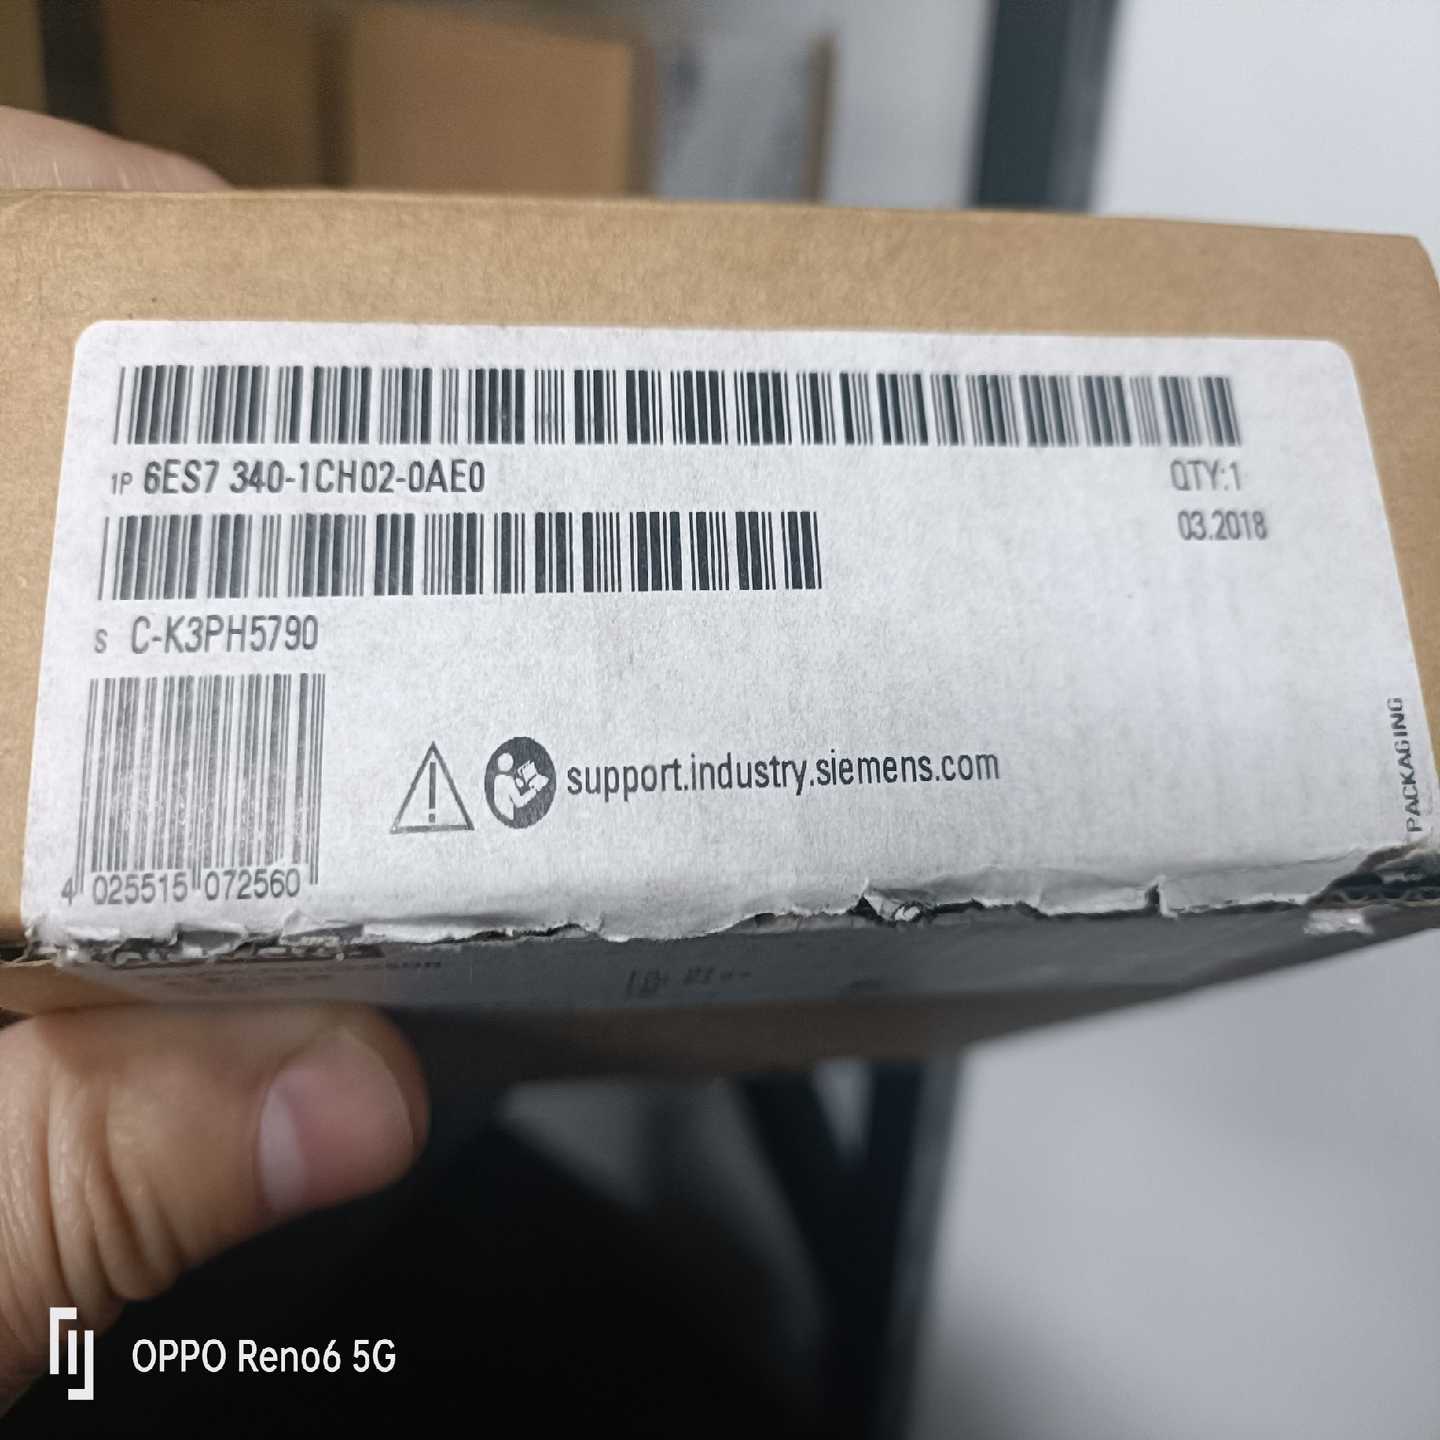 1P 6ES7 340-1CH02-0AE0
QTY:1
03.2018
S C-K3PH5790
support.industry.siemens.com
4 025515 072560
PACKAGING
OPPO Reno6 5G